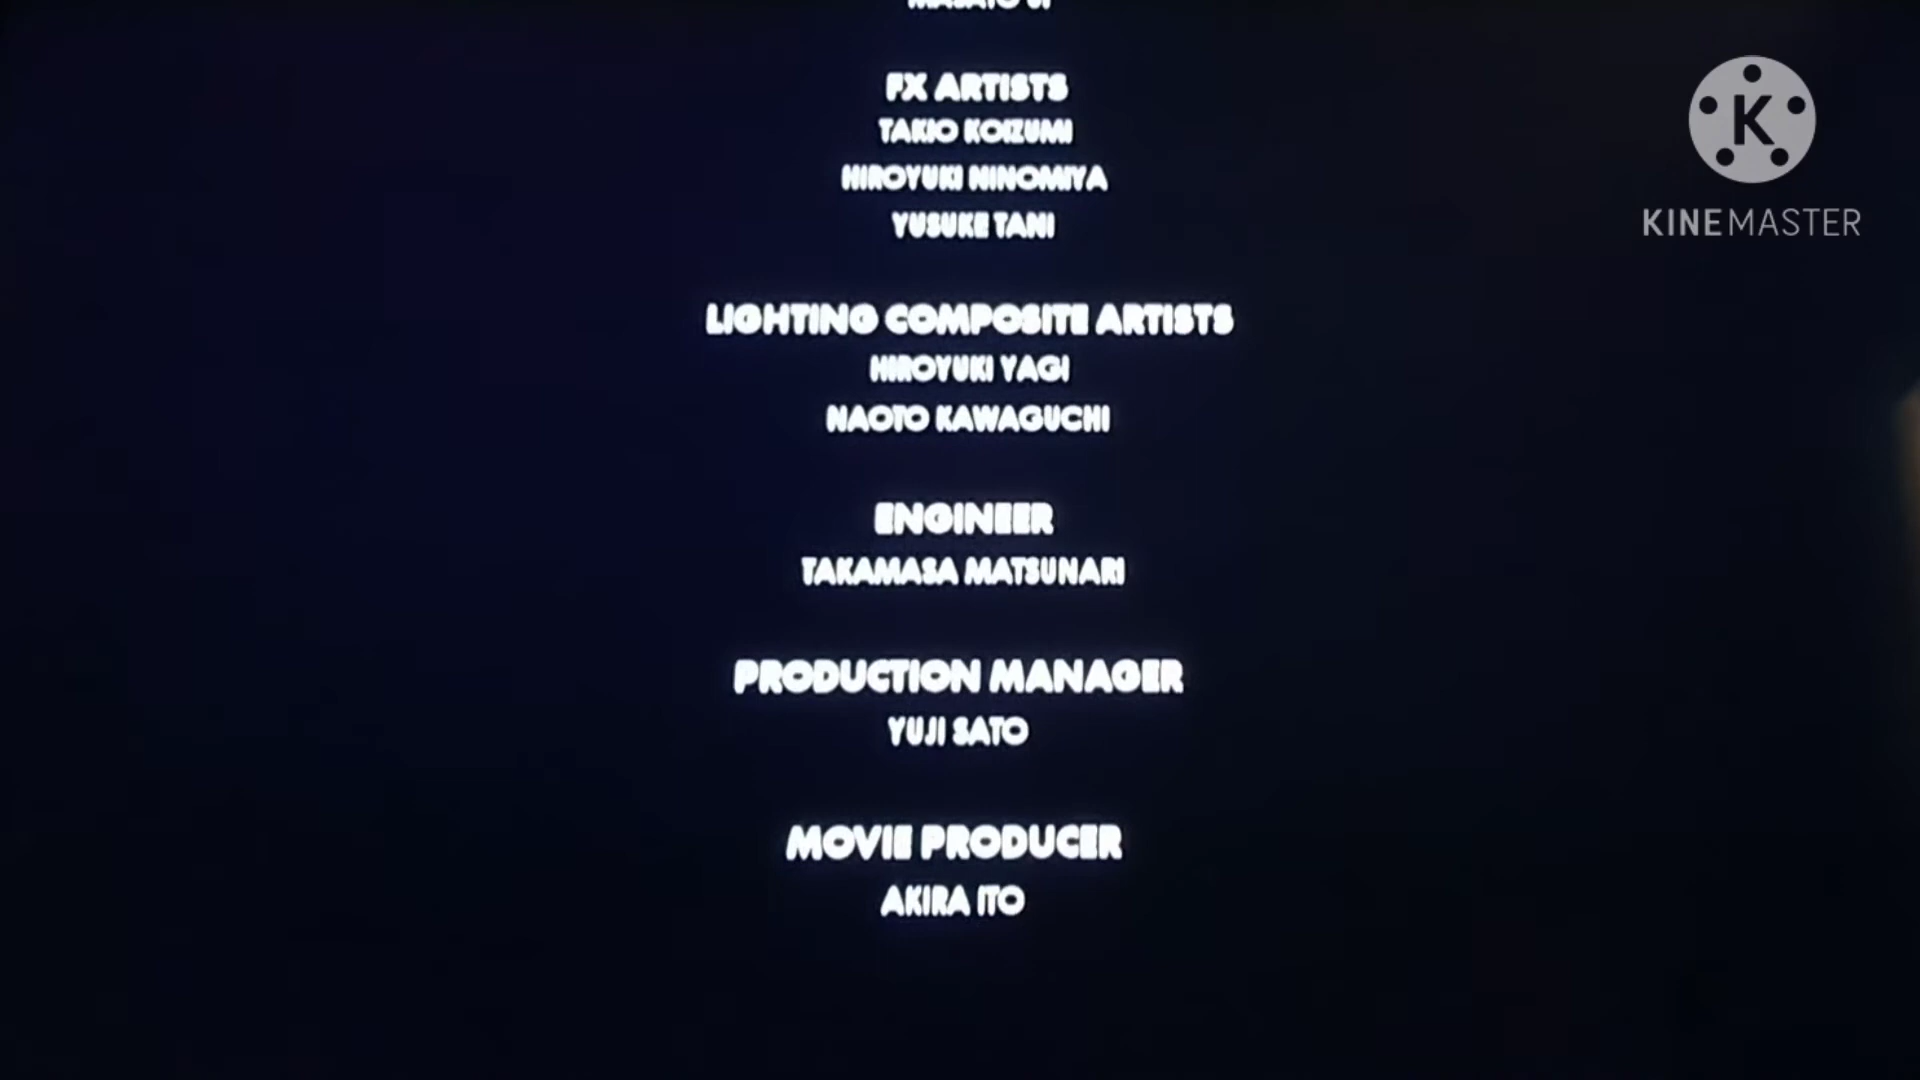 FX ARTISTS
TAKIO KOIZUMI
HIROYUKI NINOMIYA
YUSUKE TANI
LIGHTING COMPOSITE ARTISTS
HIROYUKI YAGI
NAOTO KAWAGUCHI
ENGINEER
TAKAMASA MATSUNARI
PRODUCTION MANAGER
YUJI SATO
MOVIE PRODUCER
AKIRA ITO
K
KINEMASTER